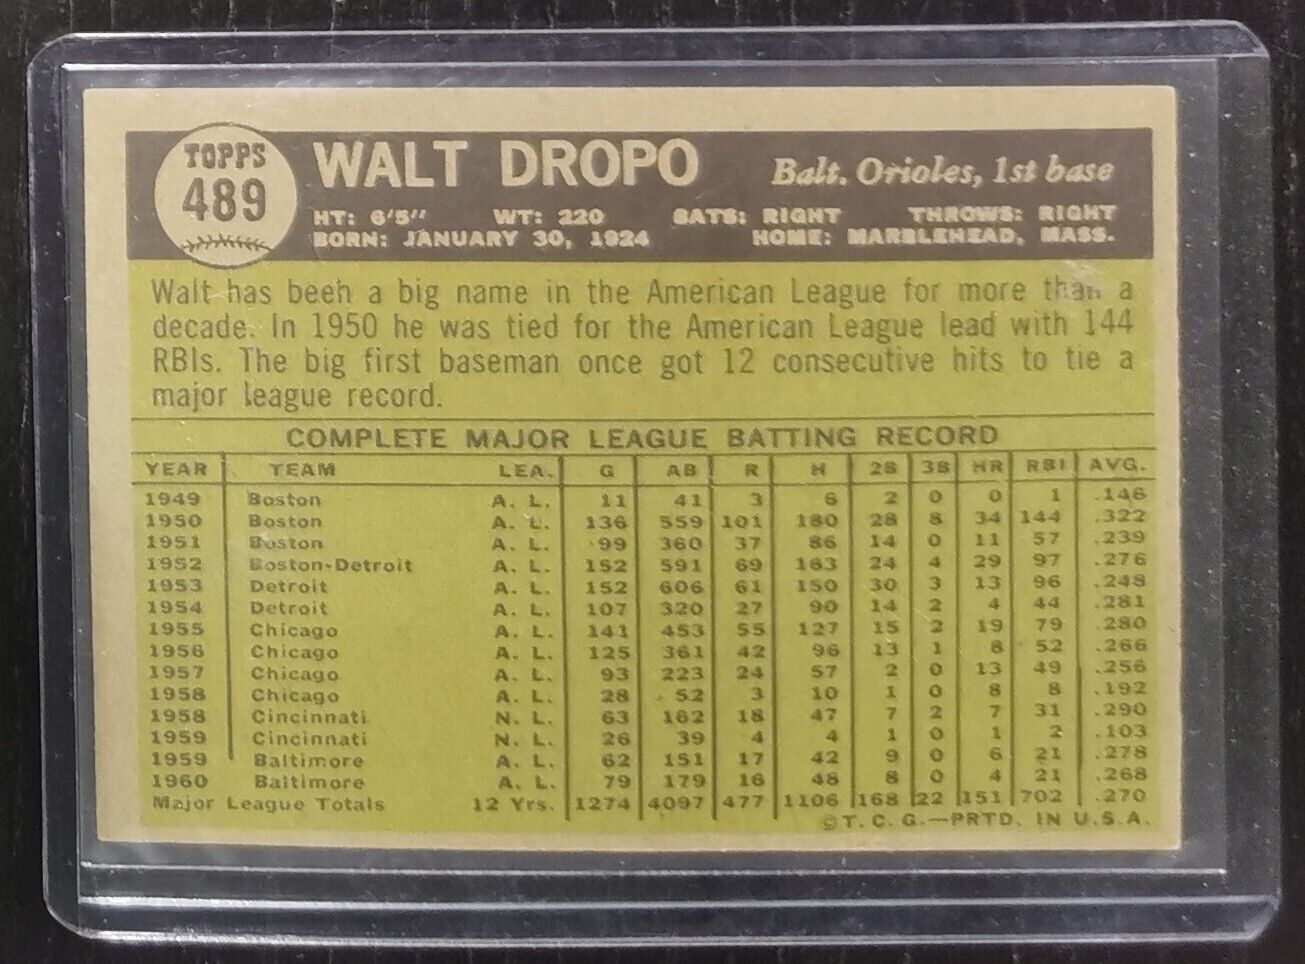 TOPPS
489
WALT DROPO
Balt. Orioles, 1st base
HT: 6'5" WT: 220 BATS: RIGHT THROWS: RIGHT
BORN: JANUARY 30, 1924 HOME: MARBLEHEAD, MASS.
Walt has been a big name in the American League for more than a
decade. In 1950 he was tied for the American League lead with 144
RBIs. The big first baseman once got 12 consecutive hits to tie a
major league record.
COMPLETE MAJOR LEAGUE BATTING RECORD
YEAR TEAM LEA. G AB R H 2B 3B HR RBI AVG.
1949 Boston A. L. 11 41 3 6 2 0 0 1 .146
1950 Boston A. L. 136 559 101 180 28 8 34 144 .322
1951 Boston A. L. 99 360 37 86 14 0 11 57 .239
1952 Boston-Detroit A. L. 152 591 69 163 24 4 29 97 .276
1953 Detroit A. L. 152 606 61 150 30 3 13 96 .248
1954 Detroit A. L. 107 320 27 90 14 2 4 44 .281
1955 Chicago A. L. 141 453 55 127 15 2 19 79 .280
1956 Chicago A. L. 125 361 42 96 13 1 8 52 .266
1957 Chicago A. L. 93 223 24 57 2 0 13 49 .256
1958 Chicago A. L. 28 52 3 10 1 0 8 8 .192
1958 Cincinnati N. L. 63 162 18 47 7 2 7 31 .290
1959 Cincinnati N. L. 26 39 4 4 1 0 1 2 .103
1959 Baltimore A. L. 62 151 17 42 9 0 6 21 .278
1960 Baltimore A. L. 79 179 16 48 8 0 4 21 .268
Major League Totals 12 Yrs. 1274 4097 477 1106 168 22 151 702 .270
©T. C. G.—PRTD. IN U.S.A.